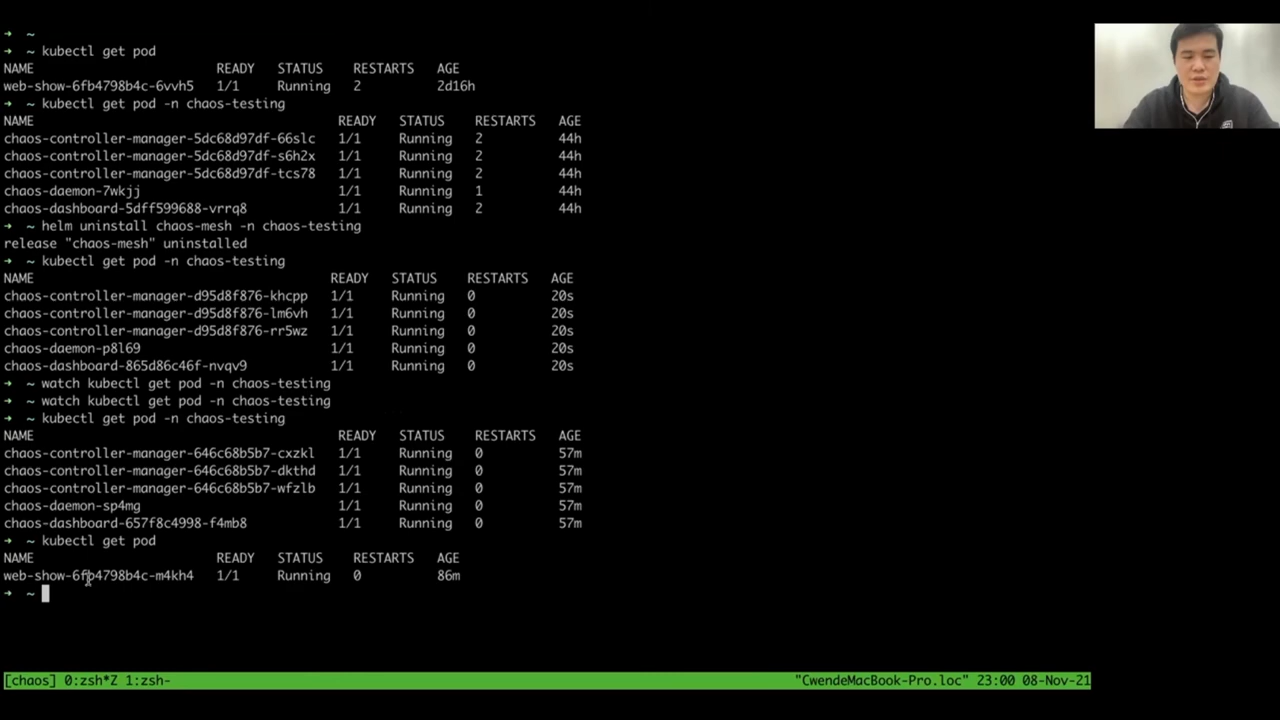 ➜  ~
➜  ~ kubectl get pod
NAME                        READY   STATUS    RESTARTS   AGE
web-show-6fb4798b4c-6vvh5   1/1     Running   2          2d16h
➜  ~ kubectl get pod -n chaos-testing
NAME                                        READY   STATUS    RESTARTS   AGE
chaos-controller-manager-5dc68d97df-66slc   1/1     Running   2          44h
chaos-controller-manager-5dc68d97df-s6h2x   1/1     Running   2          44h
chaos-controller-manager-5dc68d97df-tcs78   1/1     Running   2          44h
chaos-daemon-7wkjj                          1/1     Running   1          44h
chaos-dashboard-5dff599688-vrrq8            1/1     Running   2          44h
➜  ~ helm uninstall chaos-mesh -n chaos-testing
release "chaos-mesh" uninstalled
➜  ~ kubectl get pod -n chaos-testing
NAME                                       READY   STATUS    RESTARTS   AGE
chaos-controller-manager-d95d8f876-khcpp   1/1     Running   0          20s
chaos-controller-manager-d95d8f876-lm6vh   1/1     Running   0          20s
chaos-controller-manager-d95d8f876-rr5wz   1/1     Running   0          20s
chaos-daemon-p8l69                         1/1     Running   0          20s
chaos-dashboard-865d86c46f-nvqv9           1/1     Running   0          20s
➜  ~ watch kubectl get pod -n chaos-testing
➜  ~ watch kubectl get pod -n chaos-testing
➜  ~ kubectl get pod -n chaos-testing
NAME                                        READY   STATUS    RESTARTS   AGE
chaos-controller-manager-646c68b5b7-cxzkl   1/1     Running   0          57m
chaos-controller-manager-646c68b5b7-dkthd   1/1     Running   0          57m
chaos-controller-manager-646c68b5b7-wfzlb   1/1     Running   0          57m
chaos-daemon-sp4mg                          1/1     Running   0          57m
chaos-dashboard-657f8c4998-f4mb8            1/1     Running   0          57m
➜  ~ kubectl get pod
NAME                        READY   STATUS    RESTARTS   AGE
web-show-6fb4798b4c-m4kh4   1/1     Running   0          86m
➜  ~
[chaos] 0:zsh*Z 1:zsh- "CwendeMacBook-Pro.loc" 23:00 08-Nov-21